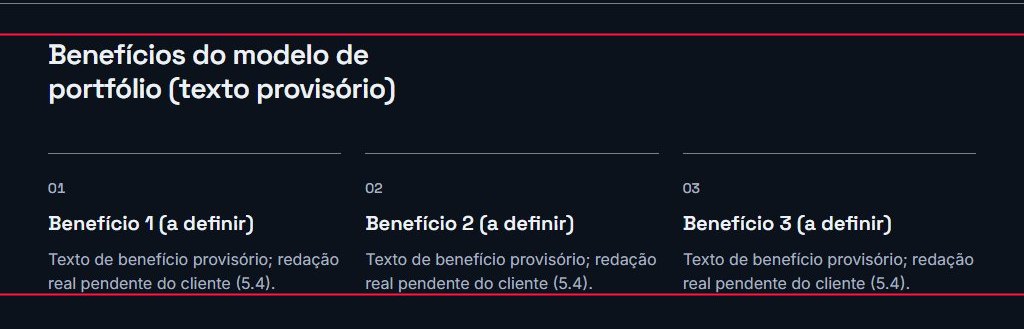 Benefícios do modelo de
portfólio (texto provisório)
01
Benefício 1 (a definir)
Texto de benefício provisório; redação
real pendente do cliente (5.4).
02
Benefício 2 (a definir)
Texto de benefício provisório; redação
real pendente do cliente (5.4).
03
Benefício 3 (a definir)
Texto de benefício provisório; redação
real pendente do cliente (5.4).